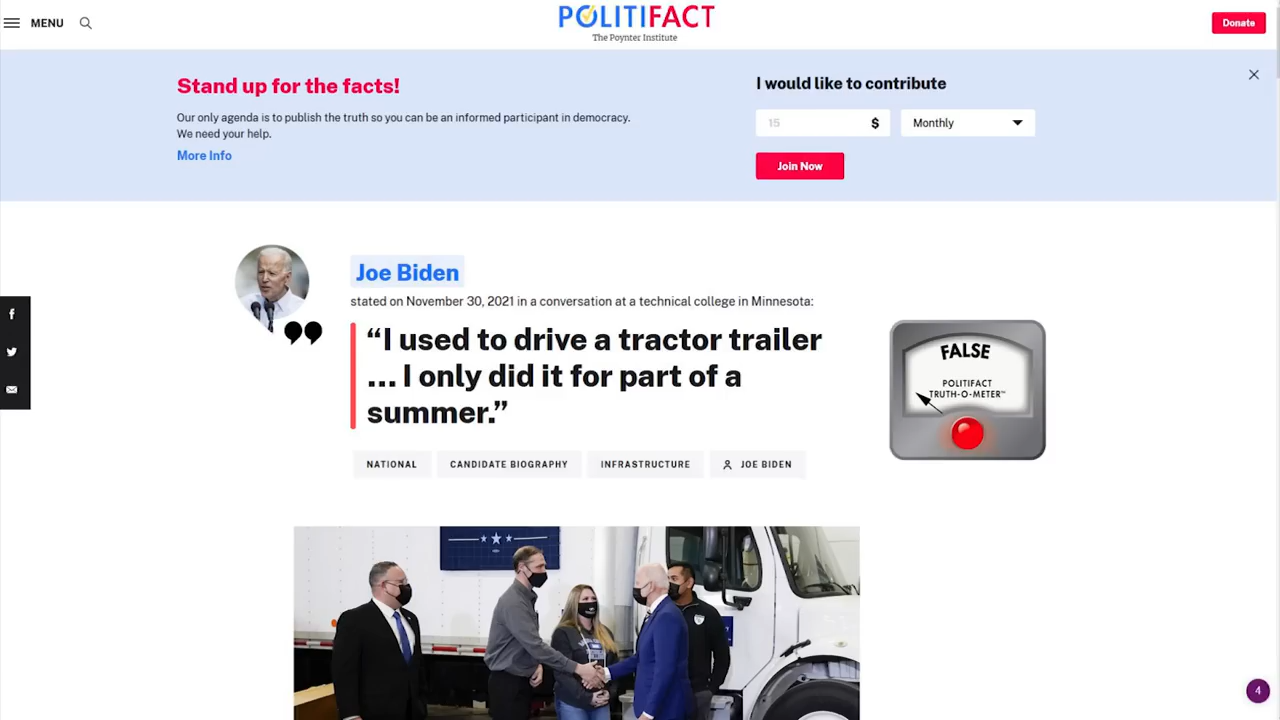 MENU
POLITIFACT
The Poynter Institute
Donate
Stand up for the facts!
Our only agenda is to publish the truth so you can be an informed participant in democracy.
We need your help.
More Info
I would like to contribute
15 $ Monthly
Join Now
Joe Biden
stated on November 30, 2021 in a conversation at a technical college in Minnesota:
“I used to drive a tractor trailer
... I only did it for part of a
summer.”
FALSE
POLITIFACT
TRUTH-O-METER™
NATIONAL CANDIDATE BIOGRAPHY INFRASTRUCTURE JOE BIDEN
4